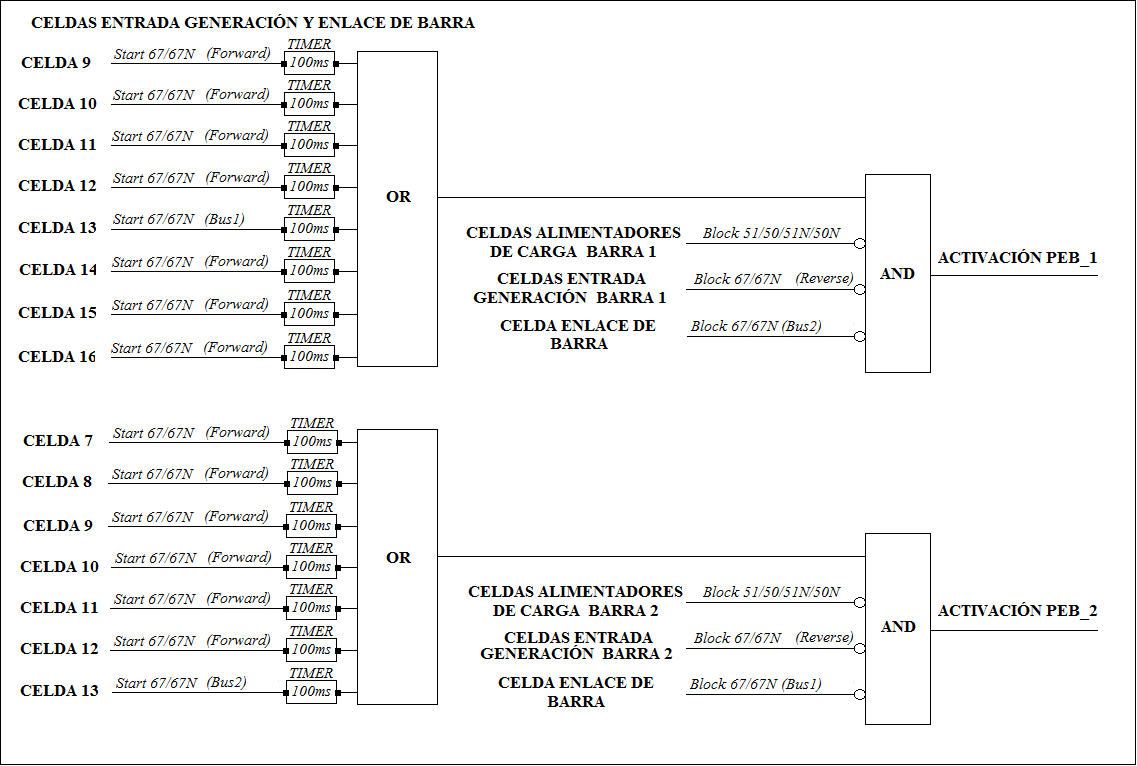 CELDAS ENTRADA GENERACIÓN Y ENLACE DE BARRA
CELDA 9 Start 67/67N (Forward) TIMER 100ms
CELDA 10 Start 67/67N (Forward) TIMER 100ms
CELDA 11 Start 67/67N (Forward) TIMER 100ms
CELDA 12 Start 67/67N (Forward) TIMER 100ms
CELDA 13 Start 67/67N (Bus1) TIMER 100ms
CELDA 14 Start 67/67N (Forward) TIMER 100ms
CELDA 15 Start 67/67N (Forward) TIMER 100ms
CELDA 16 Start 67/67N (Forward) TIMER 100ms
OR
CELDAS ALIMENTADORES
DE CARGA BARRA 1
Block 51/50/51N/50N
CELDAS ENTRADA
GENERACIÓN BARRA 1
Block 67/67N (Reverse)
CELDA ENLACE DE
BARRA
Block 67/67N (Bus2)
AND
ACTIVACIÓN PEB_1
CELDA 7 Start 67/67N (Forward) TIMER 100ms
CELDA 8 Start 67/67N (Forward) TIMER 100ms
CELDA 9 Start 67/67N (Forward) TIMER 100ms
CELDA 10 Start 67/67N (Forward) TIMER 100ms
CELDA 11 Start 67/67N (Forward) TIMER 100ms
CELDA 12 Start 67/67N (Forward) TIMER 100ms
CELDA 13 Start 67/67N (Bus2) TIMER 100ms
OR
CELDAS ALIMENTADORES
DE CARGA BARRA 2
Block 51/50/51N/50N
CELDAS ENTRADA
GENERACIÓN BARRA 2
Block 67/67N (Reverse)
CELDA ENLACE DE
BARRA
Block 67/67N (Bus1)
AND
ACTIVACIÓN PEB_2